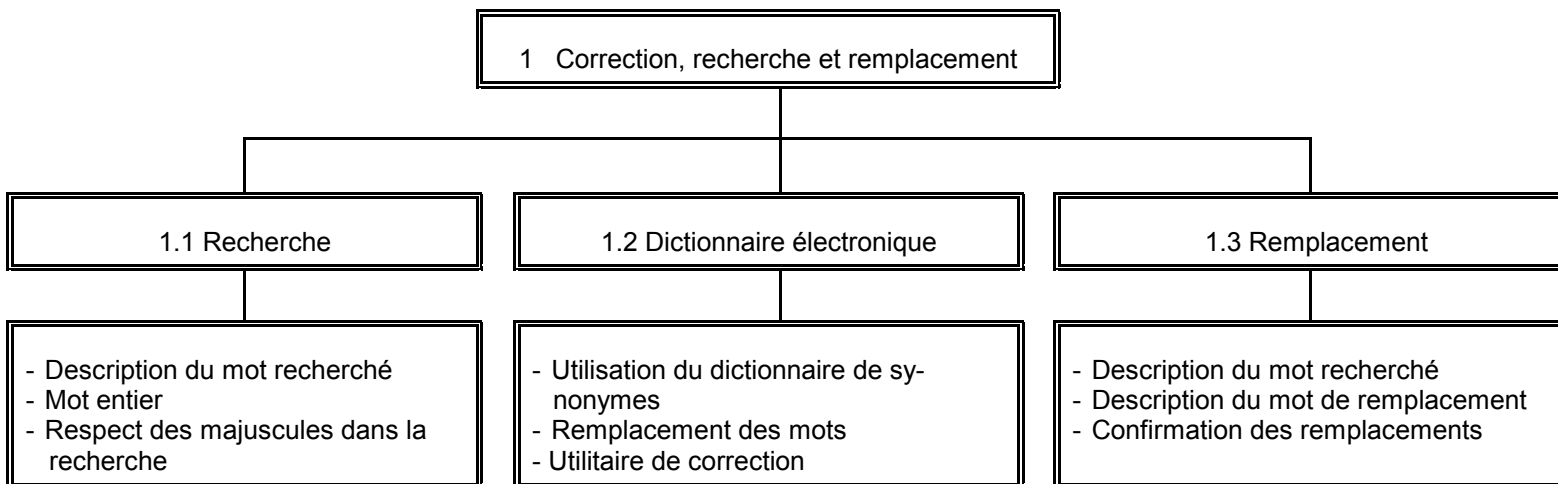 1 Correction, recherche et remplacement
1.1 Recherche
1.2 Dictionnaire électronique
1.3 Remplacement
- Description du mot recherché
- Mot entier
- Respect des majuscules dans la
recherche
- Utilisation du dictionnaire de sy-
nonymes
- Remplacement des mots
- Utilitaire de correction
- Description du mot recherché
- Description du mot de remplacement
- Confirmation des remplacements